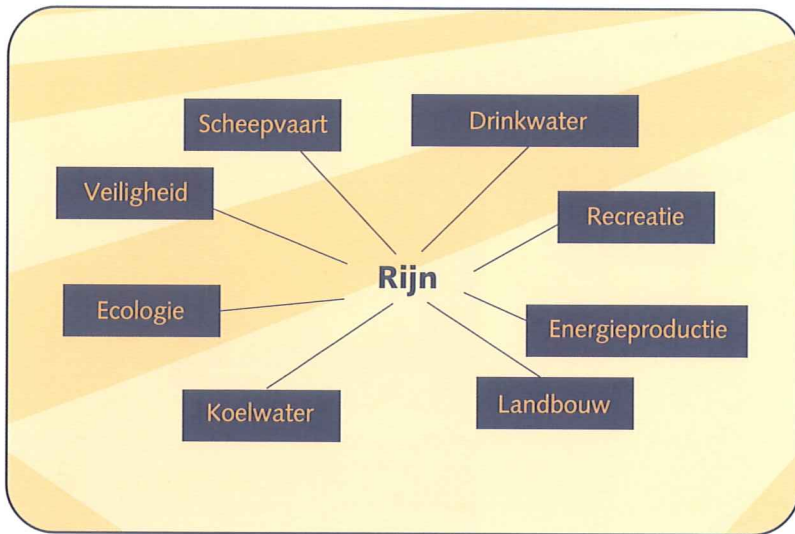 Scheepvaart
Drinkwater
Veiligheid
Recreatie
Rijn
Ecologie
Energieproductie
Koelwater
Landbouw